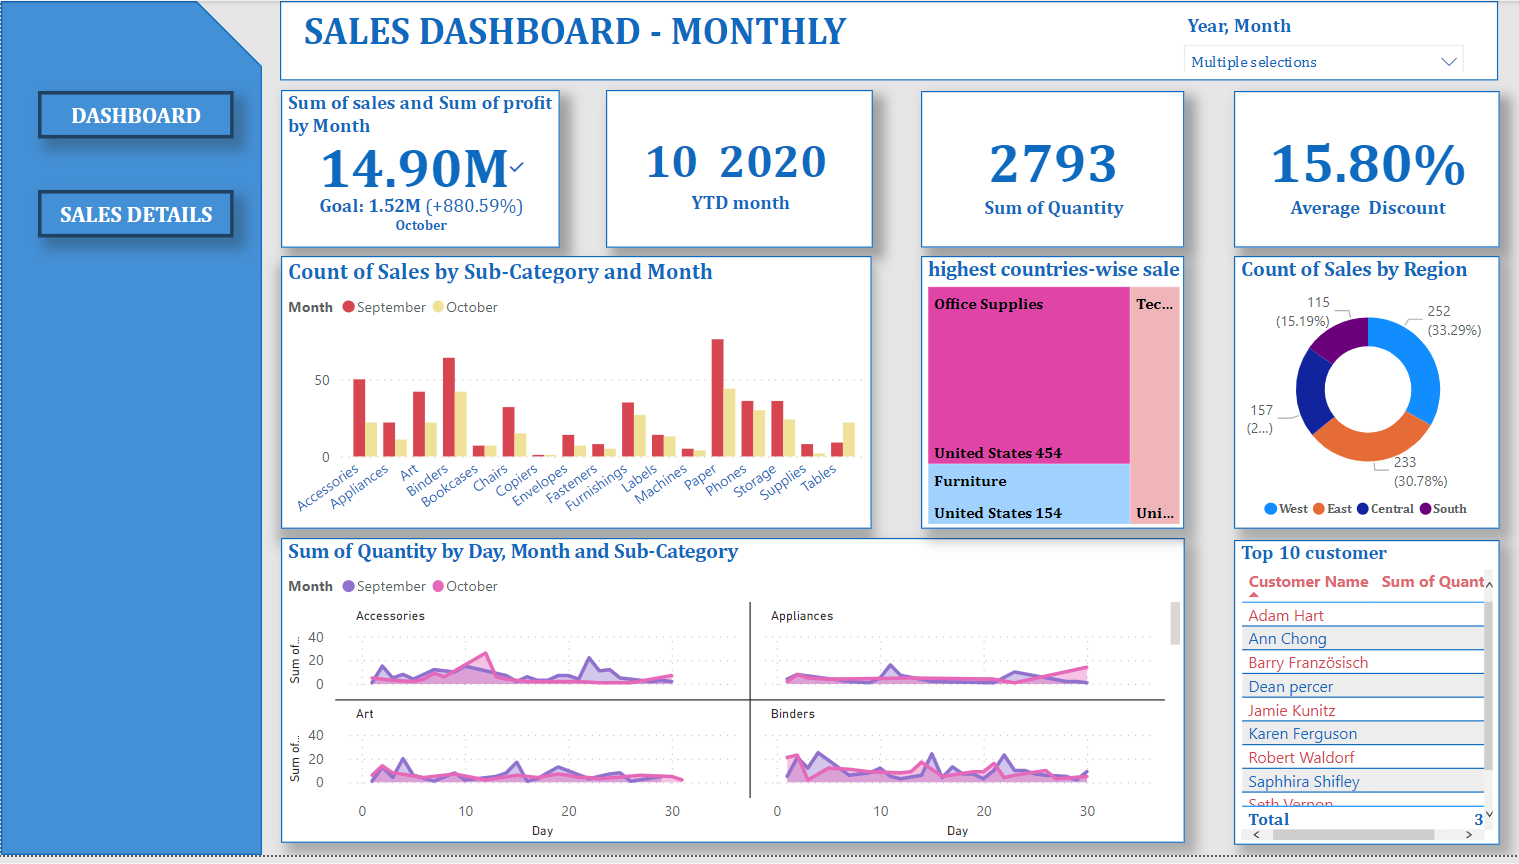 SALES DASHBOARD - MONTHLY
Year, Month
Multiple selections
DASHBOARD
SALES DETAILS
Sum of sales and Sum of profit
by Month
14.90M
Goal: 1.52M (+880.59%)
October
10 2020
YTD month
2793
Sum of Quantity
15.80%
Average Discount
Count of Sales by Sub-Category and Month
Month September October
50
0
Accessories
Appliances
Art
Binders
Bookcases
Chairs
Copiers
Envelopes
Fasteners
Furnishings
Labels
Machines
Paper
Phones
Storage
Supplies
Tables
highest countries-wise sale
Office Supplies
Tec...
United States 454
Furniture
United States 154
Uni...
Count of Sales by Region
115
(15.19%)
252
(33.29%)
157
(2...)
233
(30.78%)
West East Central South
Sum of Quantity by Day, Month and Sub-Category
Month September October
Accessories
Appliances
Sum of...
40
20
0
Art
Binders
Sum of...
40
20
0
0 10 20 30
0 10 20 30
Day
Day
Top 10 customer
Customer Name Sum of Quant
Adam Hart
Ann Chong
Barry Französisch
Dean percer
Jamie Kunitz
Karen Ferguson
Robert Waldorf
Saphhira Shifley
Seth Vernon
Total 3